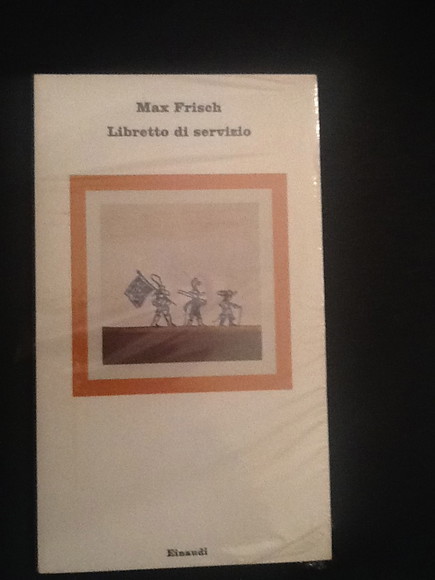 Max Frisch
Libretto di servizio
Einaudi